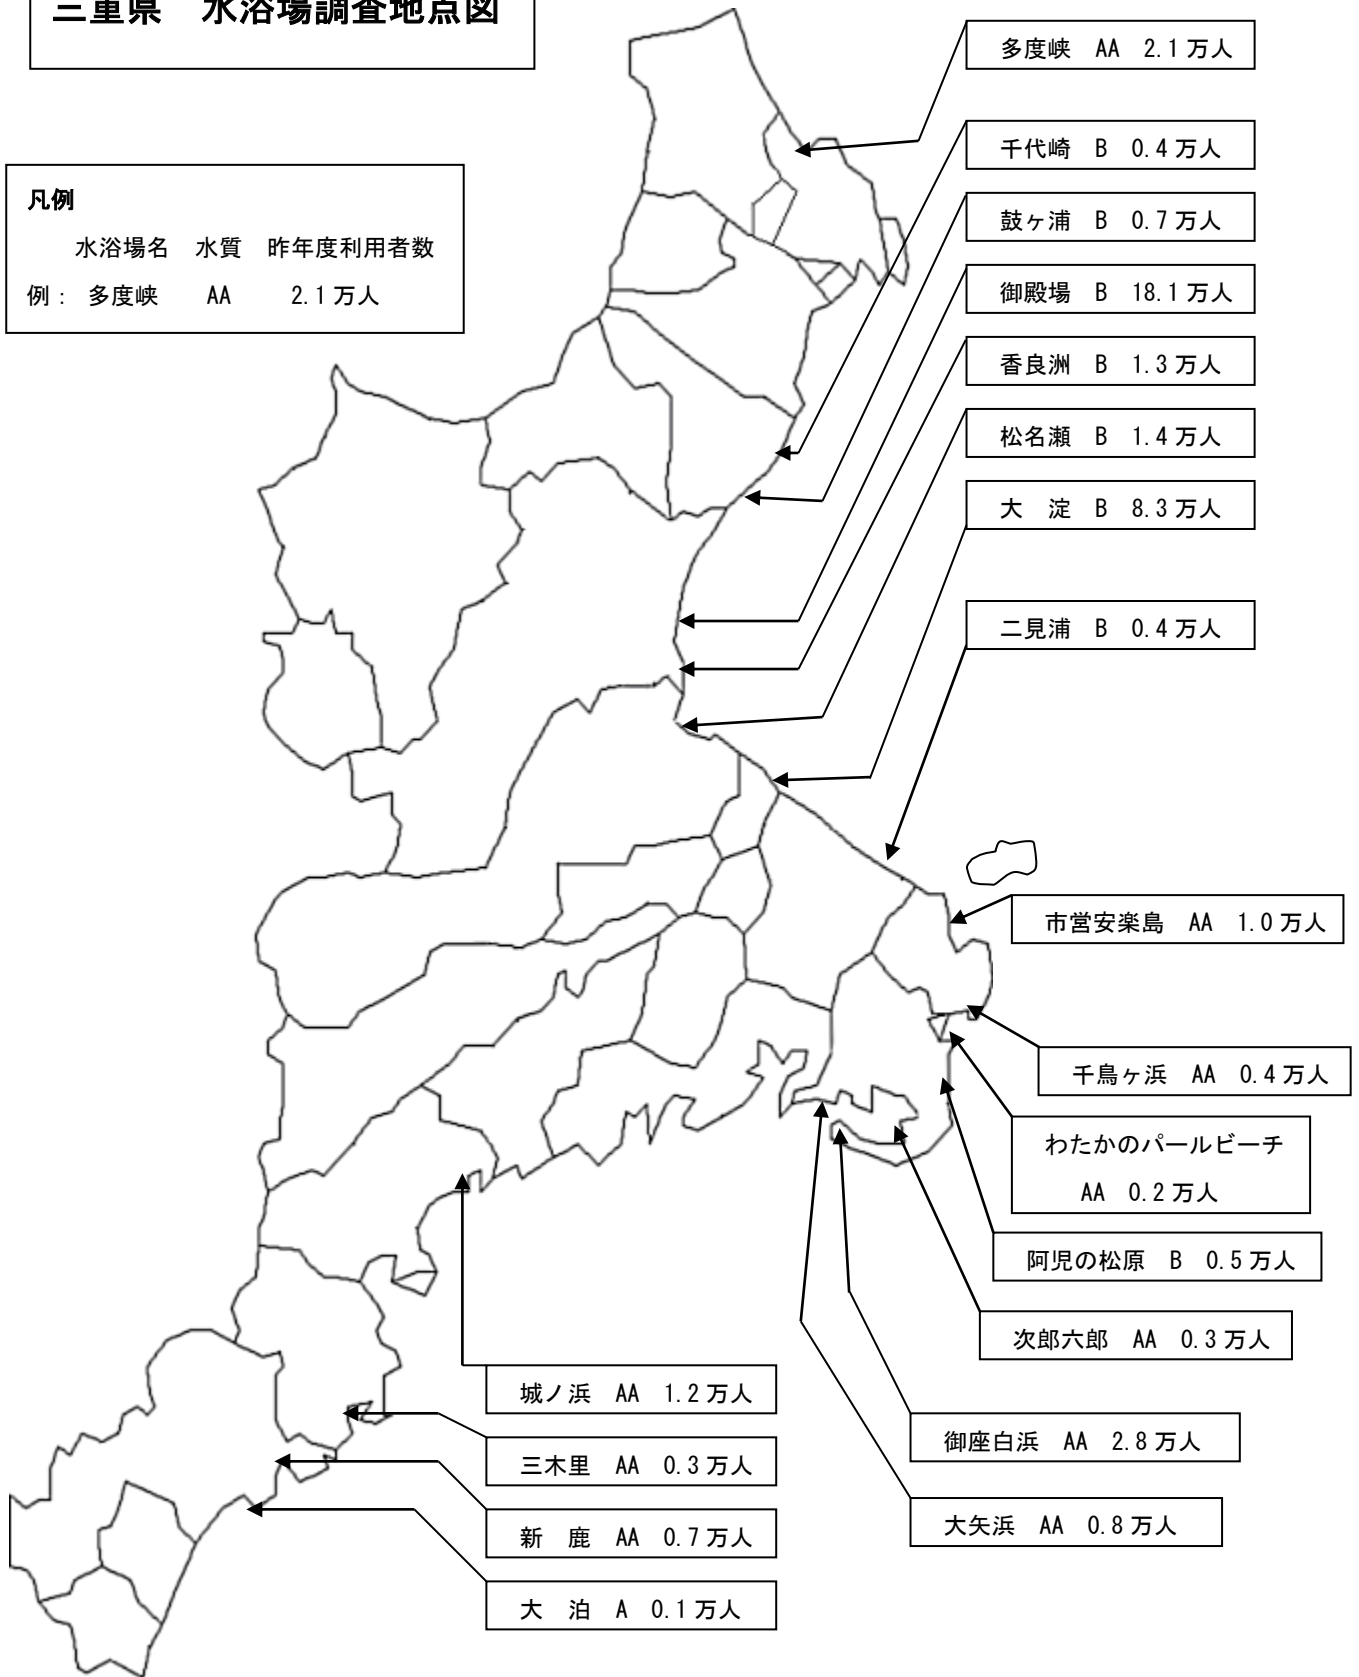 三重県　水浴場調査地点図
凡例
水浴場名　水質　昨年度利用者数
例：　多度峡　AA　2.1万人
多度峡　AA　2.1万人
千代崎　B　0.4万人
鼓ヶ浦　B　0.7万人
御殿場　B　18.1万人
香良洲　B　1.3万人
松名瀬　B　1.4万人
大　淀　B　8.3万人
二見浦　B　0.4万人
市営安楽島　AA　1.0万人
千鳥ヶ浜　AA　0.4万人
わたかのパールビーチ
AA　0.2万人
阿児の松原　B　0.5万人
次郎六郎　AA　0.3万人
御座白浜　AA　2.8万人
大矢浜　AA　0.8万人
城ノ浜　AA　1.2万人
三木里　AA　0.3万人
新　鹿　AA　0.7万人
大　泊　A　0.1万人